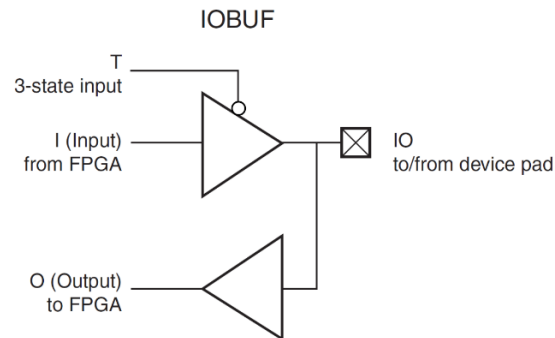 IOBUF
T
3-state input
I (Input)
from FPGA
IO
to/from device pad
O (Output)
to FPGA